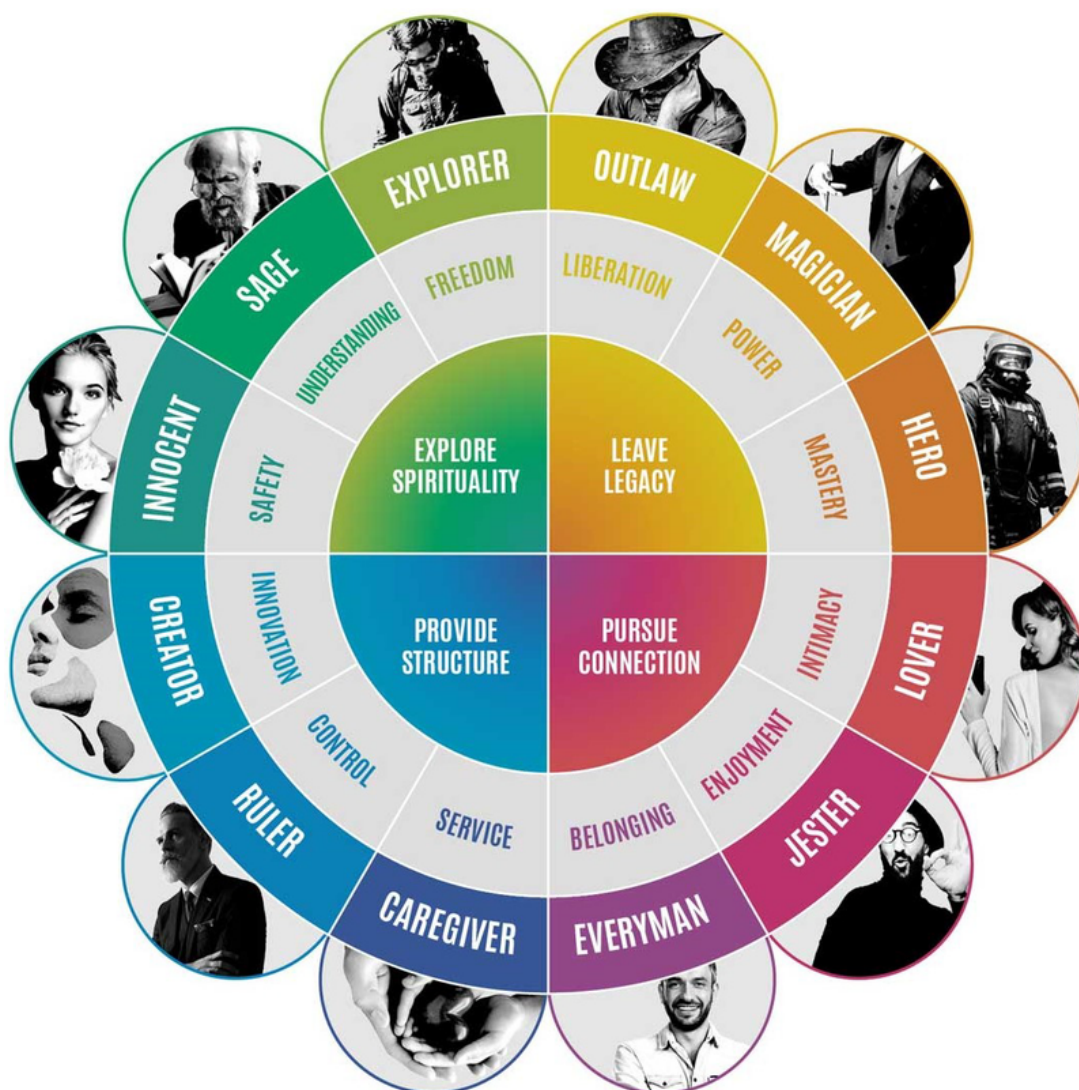 EXPLORER
OUTLAW
MAGICIAN
HERO
LOVER
JESTER
EVERYMAN
CAREGIVER
RULER
CREATOR
INNOCENT
SAGE
FREEDOM
LIBERATION
POWER
MASTERY
INTIMACY
ENJOYMENT
BELONGING
SERVICE
CONTROL
INNOVATION
SAFETY
UNDERSTANDING
EXPLORE
SPIRITUALITY
LEAVE
LEGACY
PROVIDE
STRUCTURE
PURSUE
CONNECTION